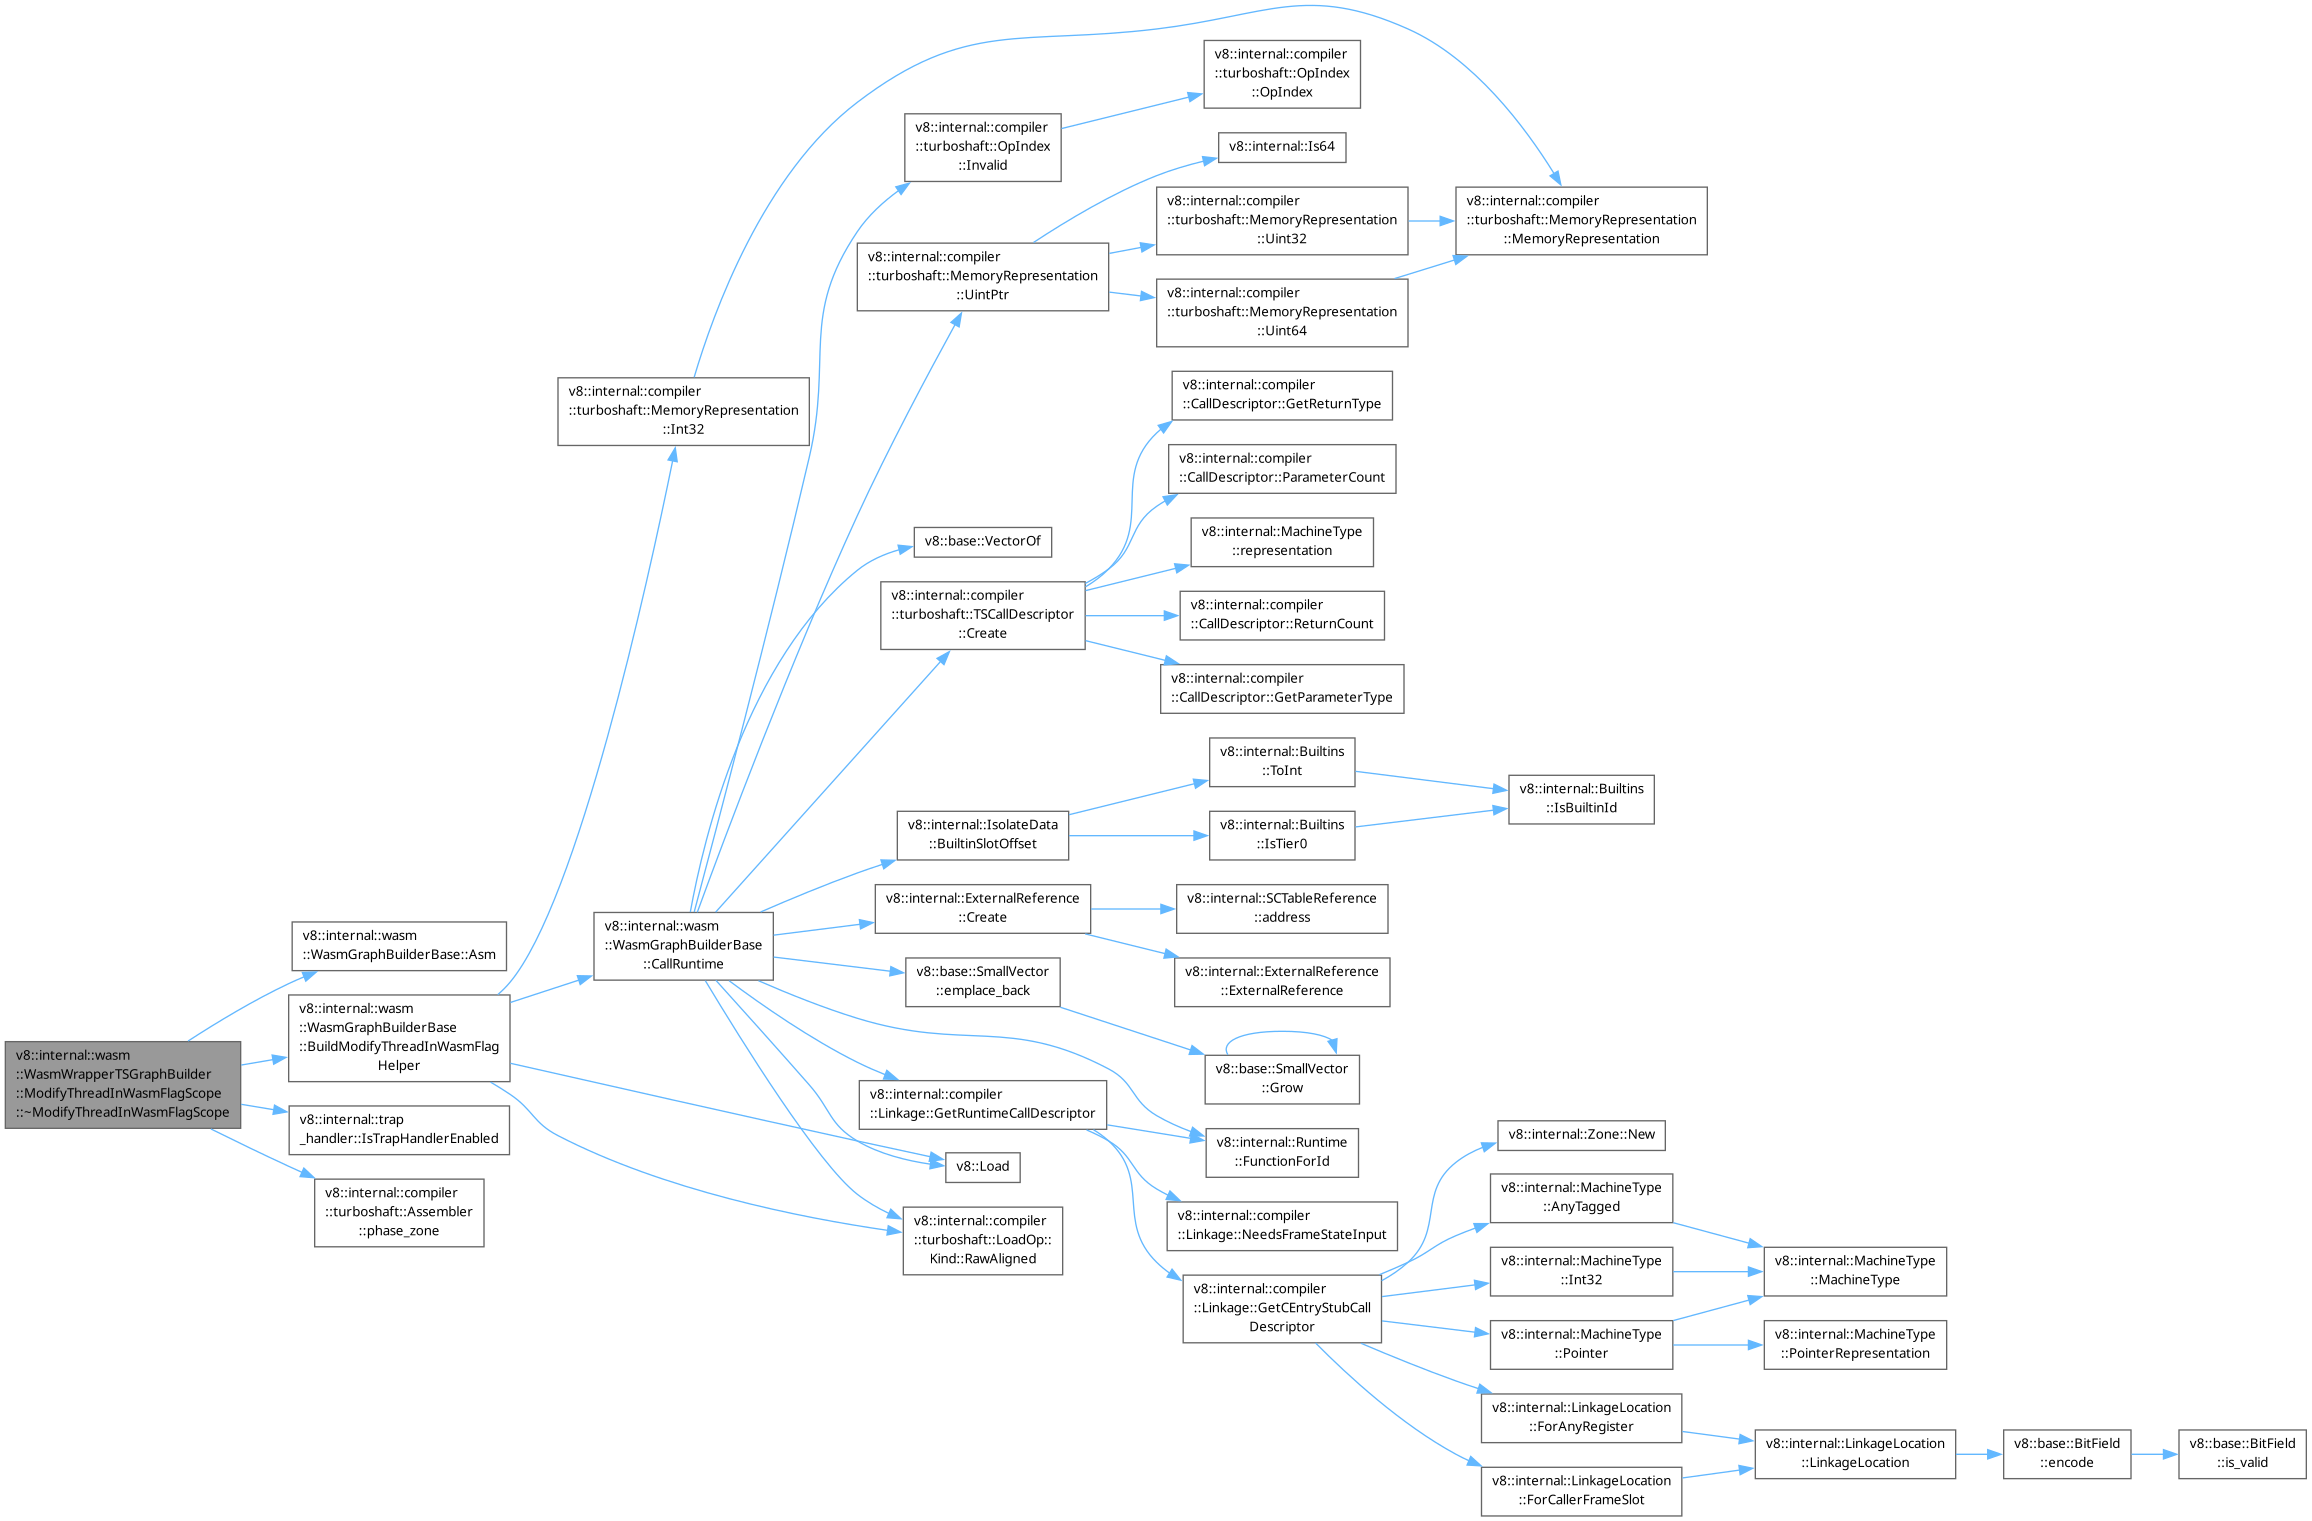 v8::internal::wasm
::WasmWrapperTSGraphBuilder
::ModifyThreadInWasmFlagScope
::~ModifyThreadInWasmFlagScope
v8::internal::wasm
::WasmGraphBuilderBase::Asm
v8::internal::wasm
::WasmGraphBuilderBase
::BuildModifyThreadInWasmFlag
Helper
v8::internal::trap
_handler::IsTrapHandlerEnabled
v8::internal::compiler
::turboshaft::Assembler
::phase_zone
v8::internal::compiler
::turboshaft::MemoryRepresentation
::Int32
v8::internal::wasm
::WasmGraphBuilderBase
::CallRuntime
v8::internal::compiler
::turboshaft::OpIndex
::Invalid
v8::internal::compiler
::turboshaft::MemoryRepresentation
::UintPtr
v8::base::VectorOf
v8::internal::compiler
::turboshaft::TSCallDescriptor
::Create
v8::internal::IsolateData
::BuiltinSlotOffset
v8::internal::ExternalReference
::Create
v8::base::SmallVector
::emplace_back
v8::internal::compiler
::Linkage::GetRuntimeCallDescriptor
v8::Load
v8::internal::compiler
::turboshaft::LoadOp::
Kind::RawAligned
v8::internal::compiler
::turboshaft::OpIndex
::OpIndex
v8::internal::Is64
v8::internal::compiler
::turboshaft::MemoryRepresentation
::Uint32
v8::internal::compiler
::turboshaft::MemoryRepresentation
::Uint64
v8::internal::compiler
::CallDescriptor::GetReturnType
v8::internal::compiler
::CallDescriptor::ParameterCount
v8::internal::MachineType
::representation
v8::internal::compiler
::CallDescriptor::ReturnCount
v8::internal::compiler
::CallDescriptor::GetParameterType
v8::internal::Builtins
::ToInt
v8::internal::Builtins
::IsTier0
v8::internal::SCTableReference
::address
v8::internal::ExternalReference
::ExternalReference
v8::base::SmallVector
::Grow
v8::internal::Runtime
::FunctionForId
v8::internal::compiler
::Linkage::NeedsFrameStateInput
v8::internal::compiler
::Linkage::GetCEntryStubCall
Descriptor
v8::internal::compiler
::turboshaft::MemoryRepresentation
::MemoryRepresentation
v8::internal::Builtins
::IsBuiltinId
v8::internal::Zone::New
v8::internal::MachineType
::AnyTagged
v8::internal::MachineType
::Int32
v8::internal::MachineType
::Pointer
v8::internal::LinkageLocation
::ForAnyRegister
v8::internal::LinkageLocation
::ForCallerFrameSlot
v8::internal::MachineType
::MachineType
v8::internal::MachineType
::PointerRepresentation
v8::internal::LinkageLocation
::LinkageLocation
v8::base::BitField
::encode
v8::base::BitField
::is_valid